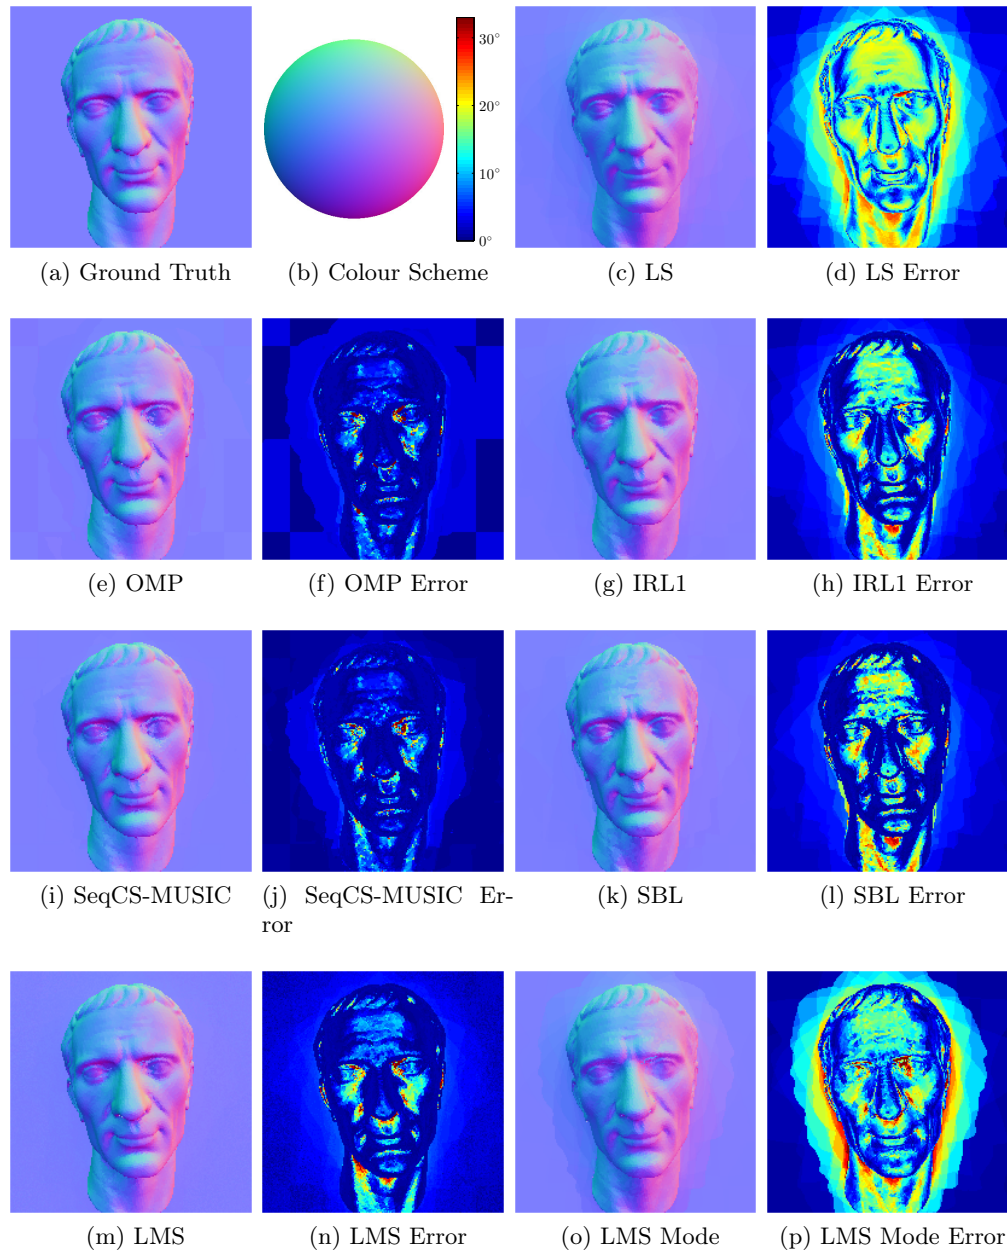 30°
20°
10°
0°
(a) Ground Truth
(b) Colour Scheme
(c) LS
(d) LS Error
(e) OMP
(f) OMP Error
(g) IRL1
(h) IRL1 Error
(i) SeqCS-MUSIC
(j) SeqCS-MUSIC Er-
ror
(k) SBL
(l) SBL Error
(m) LMS
(n) LMS Error
(o) LMS Mode
(p) LMS Mode Error